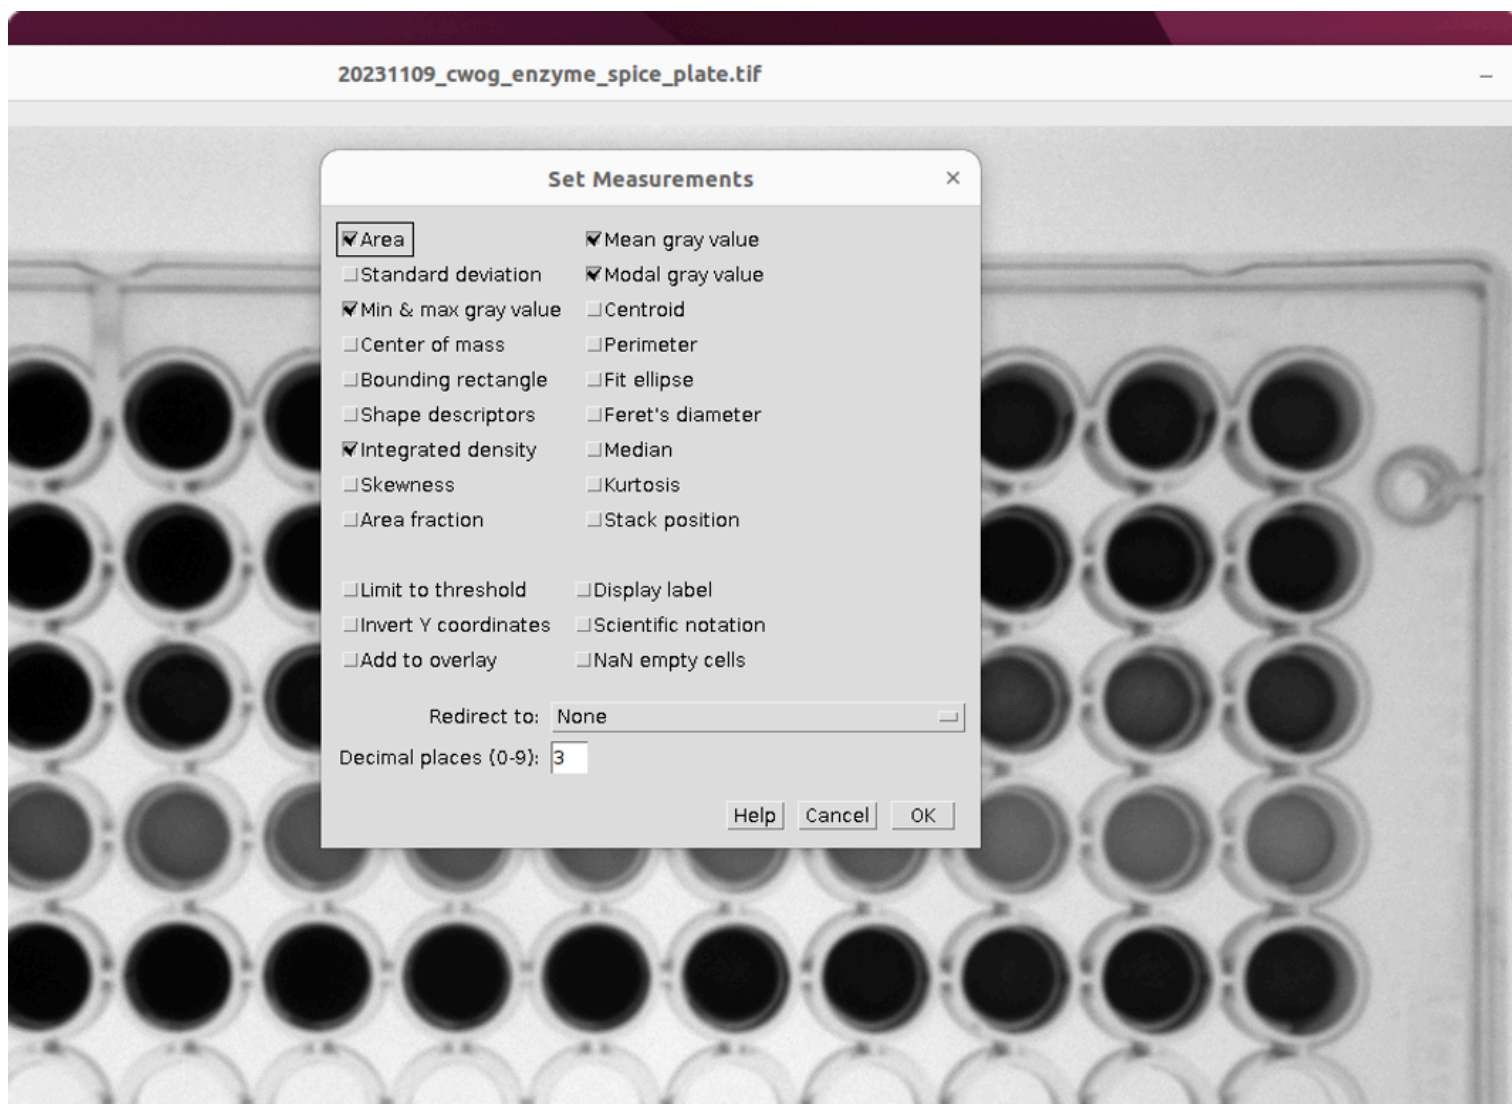 20231109_cwog_enzyme_spice_plate.tif
Set Measurements
Area
Mean gray value
Standard deviation
Modal gray value
Min & max gray value
Centroid
Center of mass
Perimeter
Bounding rectangle
Fit ellipse
Shape descriptors
Feret's diameter
Integrated density
Median
Skewness
Kurtosis
Area fraction
Stack position
Limit to threshold
Display label
Invert Y coordinates
Scientific notation
Add to overlay
NaN empty cells
Redirect to: None
Decimal places (0-9): 3
Help Cancel OK